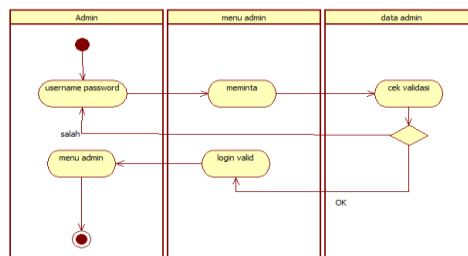 Admin
menu admin
data admin
username password
meminta
cek validasi
salah
menu admin
login valid
OK